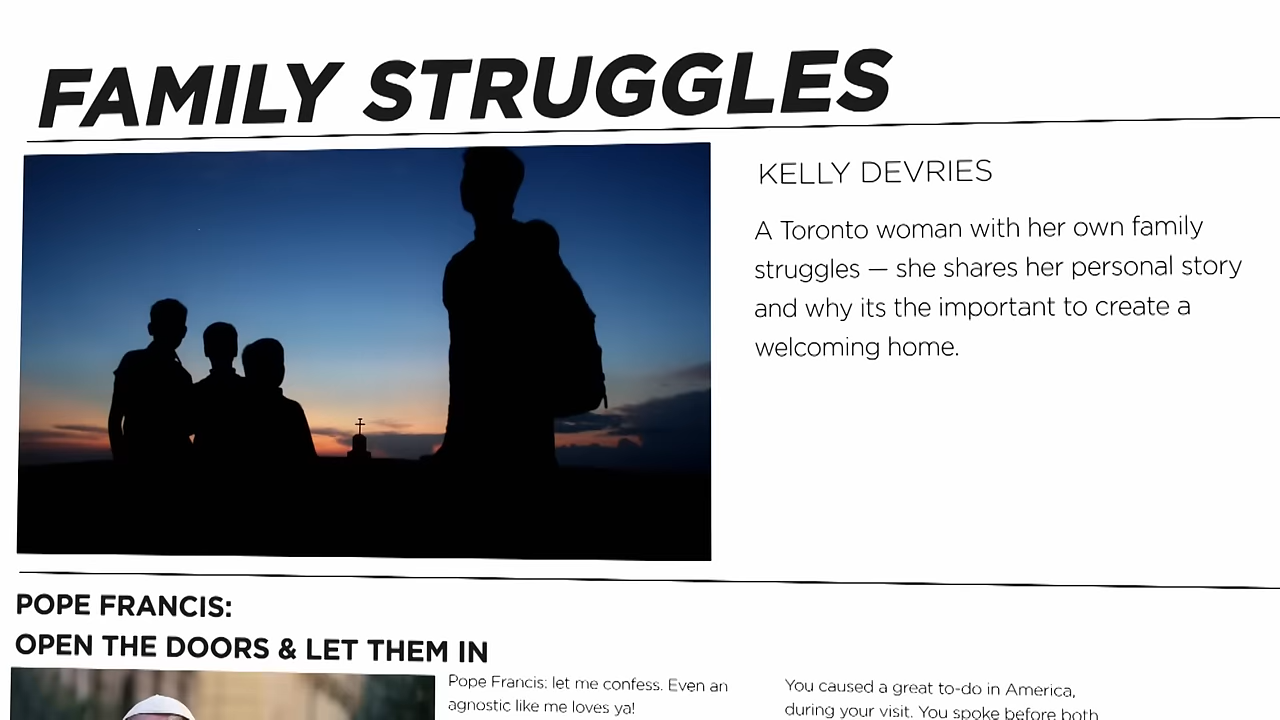 FAMILY STRUGGLES
KELLY DEVRIES
A Toronto woman with her own family
struggles — she shares her personal story
and why its the important to create a
welcoming home.
POPE FRANCIS:
OPEN THE DOORS & LET THEM IN
Pope Francis: let me confess. Even an
agnostic like me loves ya!
You caused a great to-do in America,
during your visit. You spoke before both